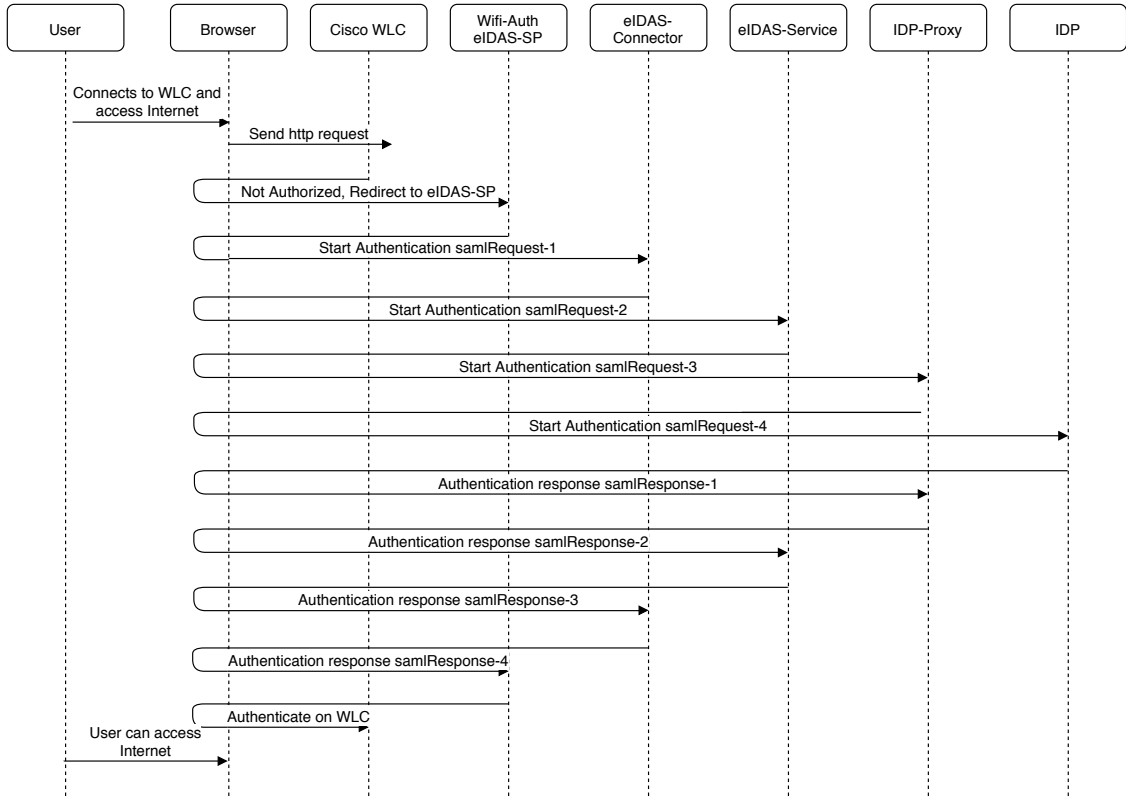 User
Browser
Cisco WLC
Wifi-Auth
eIDAS-SP
eIDAS-
Connector
eIDAS-Service
IDP-Proxy
IDP
Connects to WLC and
access Internet
Send http request
Not Authorized, Redirect to eIDAS-SP
Start Authentication samlRequest-1
Start Authentication samlRequest-2
Start Authentication samlRequest-3
Start Authentication samlRequest-4
Authentication response samlResponse-1
Authentication response samlResponse-2
Authentication response samlResponse-3
Authentication response samlResponse-4
Authenticate on WLC
User can access
Internet